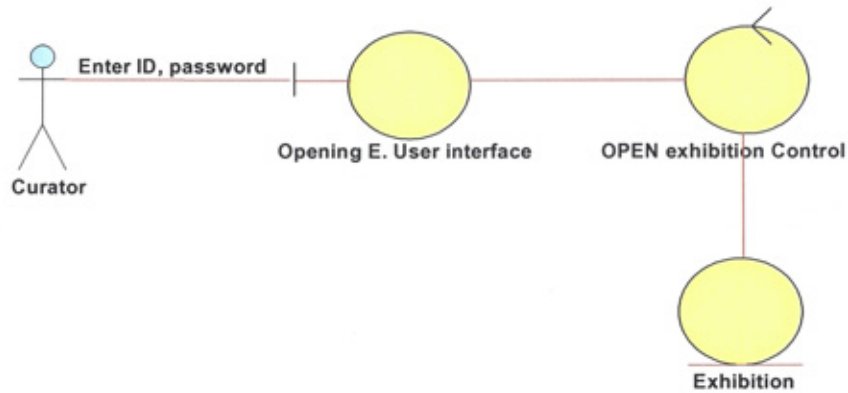 Enter ID, password
Opening E. User interface
OPEN exhibition Control
Curator
Exhibition